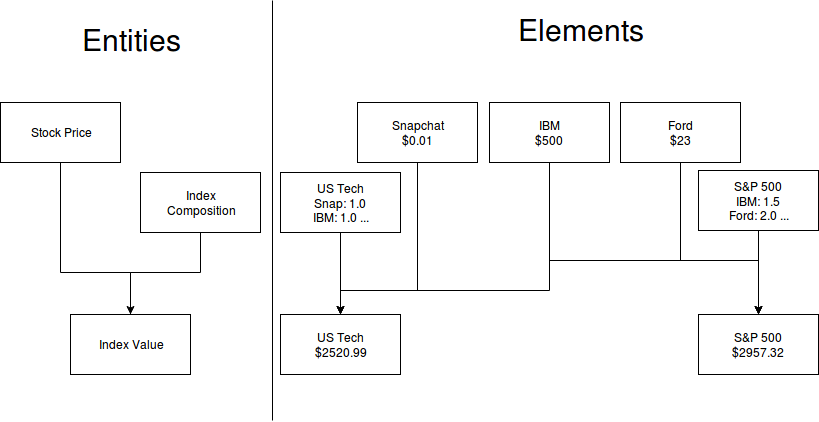 Entities
Elements
Stock Price
Index
Composition
Index Value
Snapchat
$0.01
IBM
$500
Ford
$23
US Tech
Snap: 1.0
IBM: 1.0 ...
S&P 500
IBM: 1.5
Ford: 2.0 ...
US Tech
$2520.99
S&P 500
$2957.32